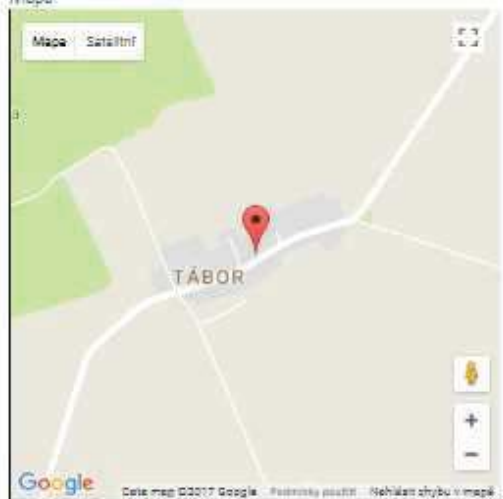 Mapa
Mapa Satelitní
TÁBOR
Google
Data map ©2017 Google Podmínky použití Nahlásit chybu v mapě